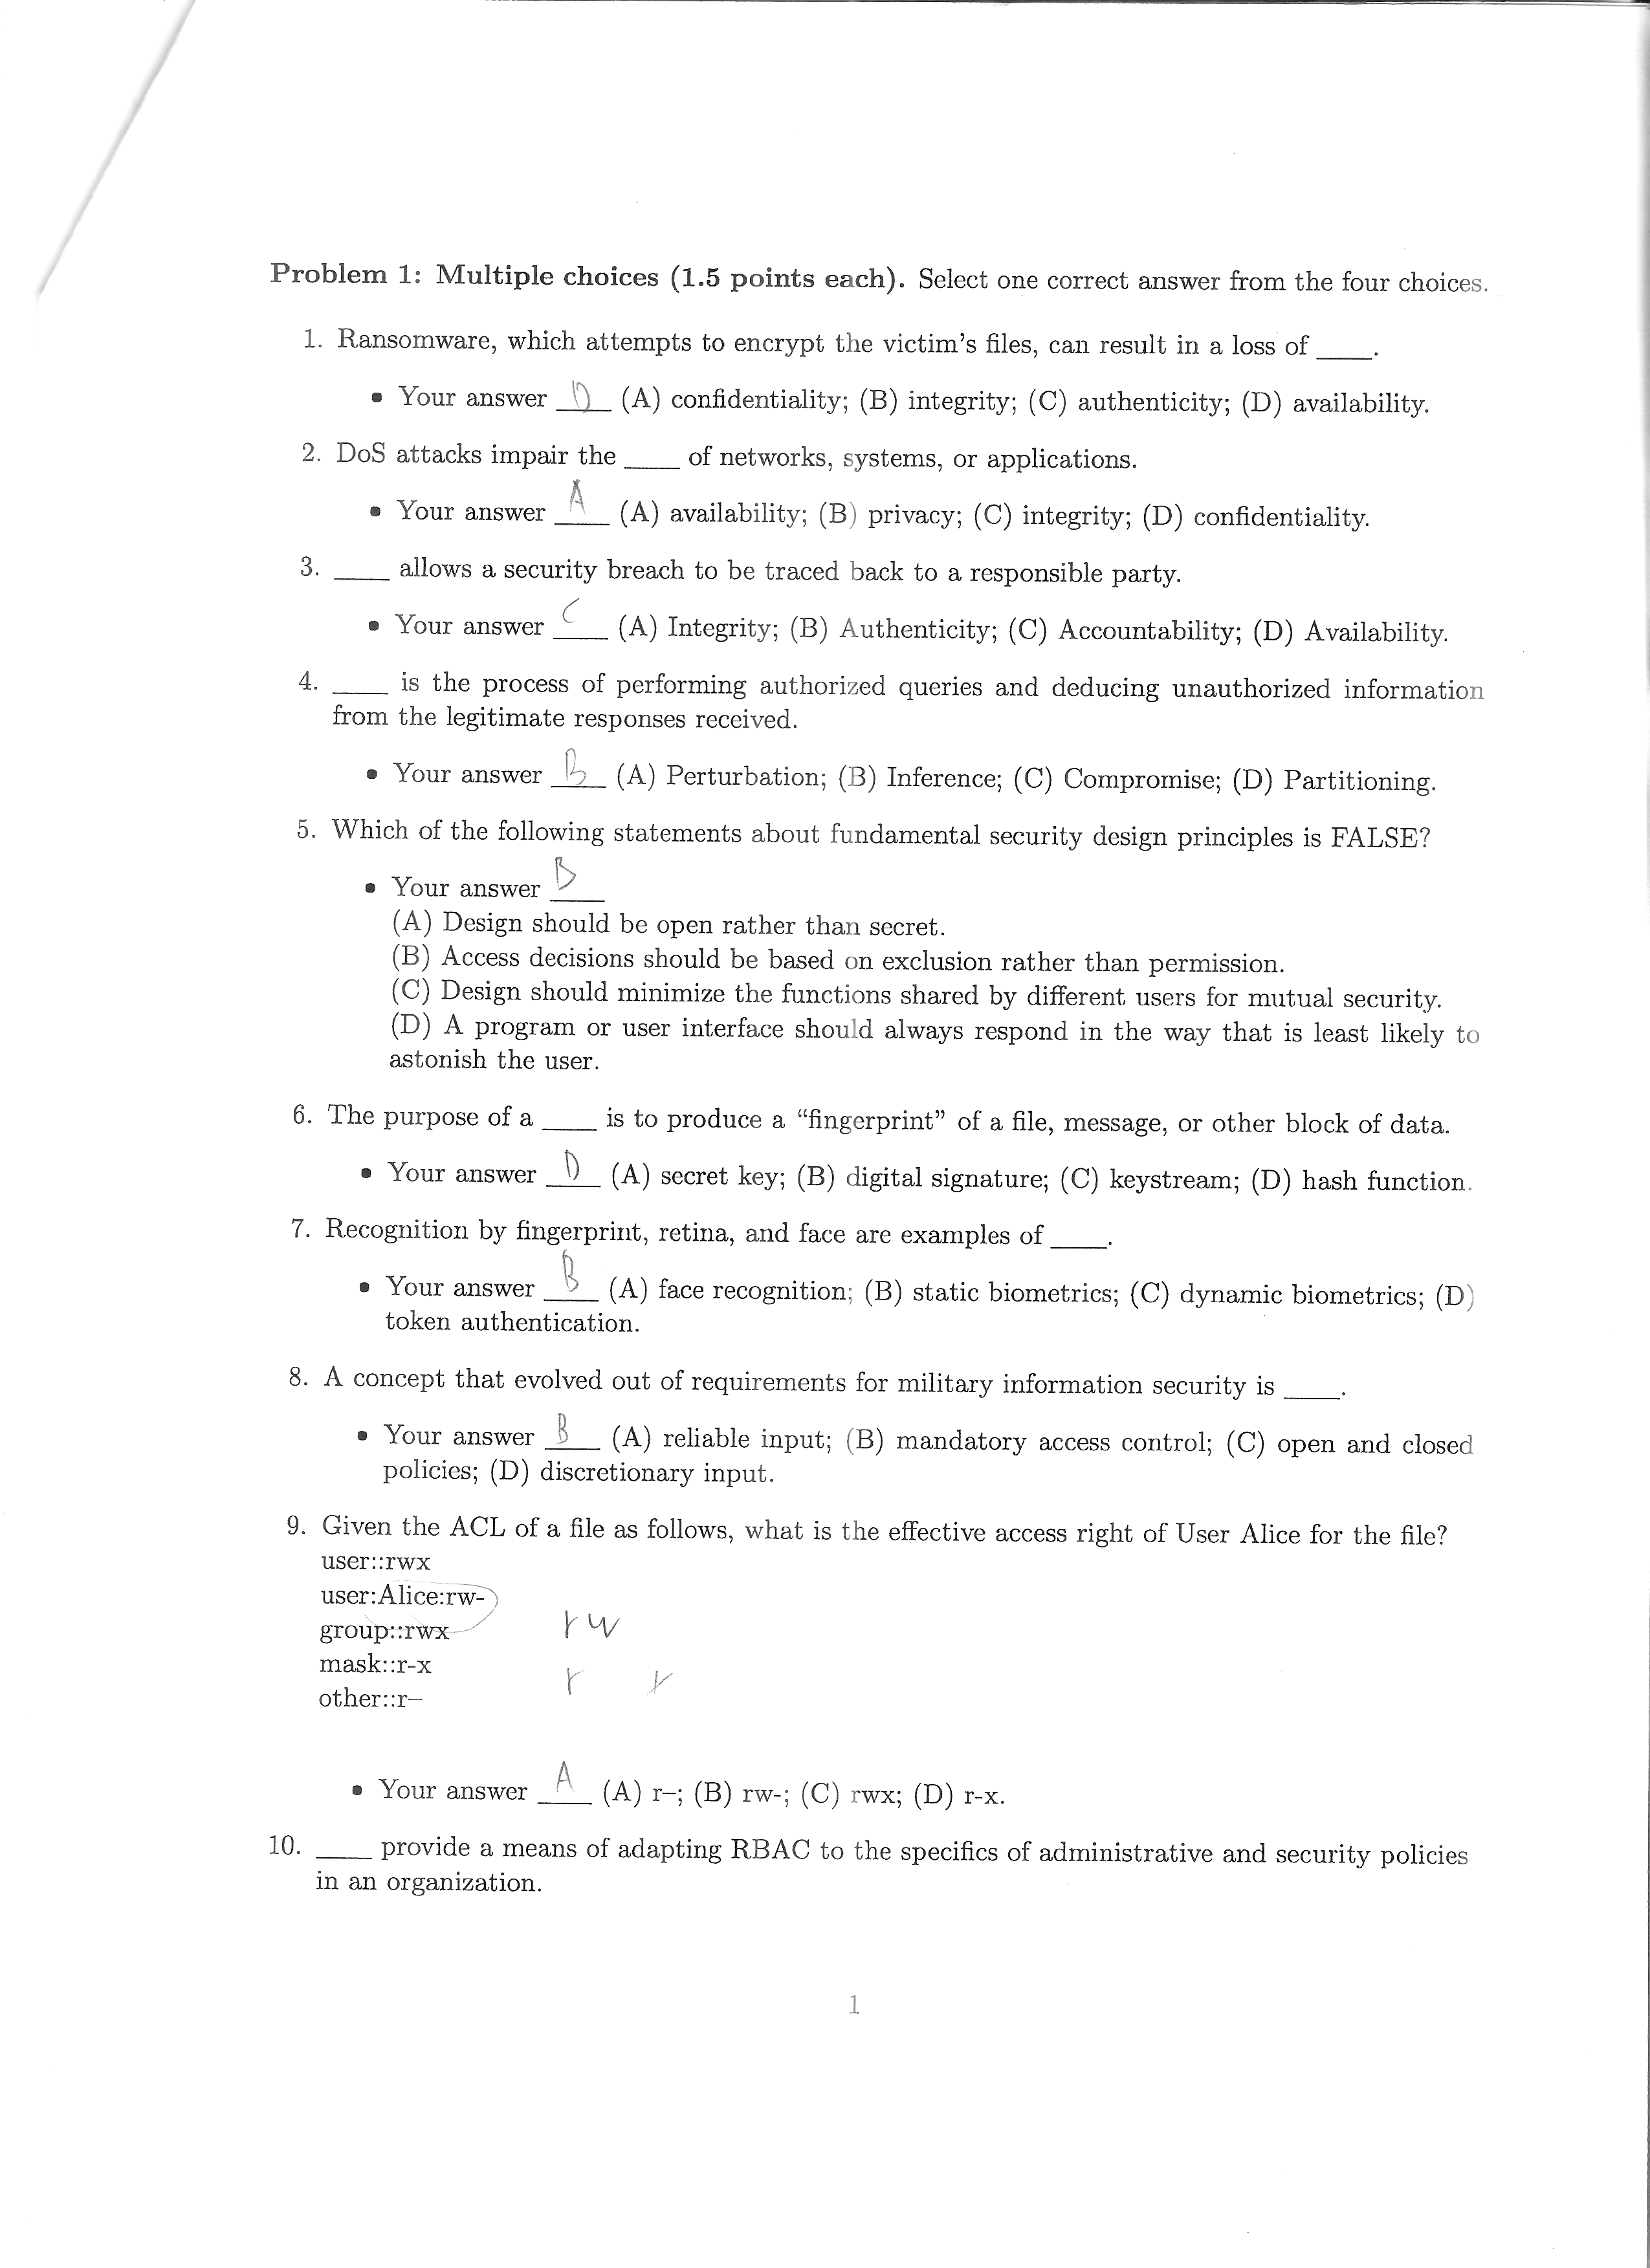 Problem 1: Multiple choices (1.5 points each). Select one correct answer from the four choices.
1. Ransomware, which attempts to encrypt the victim's files, can result in a loss of ____.
• Your answer D (A) confidentiality; (B) integrity; (C) authenticity; (D) availability.
2. DoS attacks impair the ____ of networks, systems, or applications.
• Your answer A (A) availability; (B) privacy; (C) integrity; (D) confidentiality.
3. ____ allows a security breach to be traced back to a responsible party.
• Your answer C (A) Integrity; (B) Authenticity; (C) Accountability; (D) Availability.
4. ____ is the process of performing authorized queries and deducing unauthorized information
from the legitimate responses received.
• Your answer B (A) Perturbation; (B) Inference; (C) Compromise; (D) Partitioning.
5. Which of the following statements about fundamental security design principles is FALSE?
• Your answer B
(A) Design should be open rather than secret.
(B) Access decisions should be based on exclusion rather than permission.
(C) Design should minimize the functions shared by different users for mutual security.
(D) A program or user interface should always respond in the way that is least likely to
astonish the user.
6. The purpose of a ____ is to produce a “fingerprint” of a file, message, or other block of data.
• Your answer D (A) secret key; (B) digital signature; (C) keystream; (D) hash function.
7. Recognition by fingerprint, retina, and face are examples of ____.
• Your answer B (A) face recognition; (B) static biometrics; (C) dynamic biometrics; (D)
token authentication.
8. A concept that evolved out of requirements for military information security is ____.
• Your answer B (A) reliable input; (B) mandatory access control; (C) open and closed
policies; (D) discretionary input.
9. Given the ACL of a file as follows, what is the effective access right of User Alice for the file?
user::rwx
user:Alice:rw-
group::rwx
rw
mask::r-x
r r
other::r–
• Your answer A (A) r–; (B) rw-; (C) rwx; (D) r-x.
10. ____ provide a means of adapting RBAC to the specifics of administrative and security policies
in an organization.
1